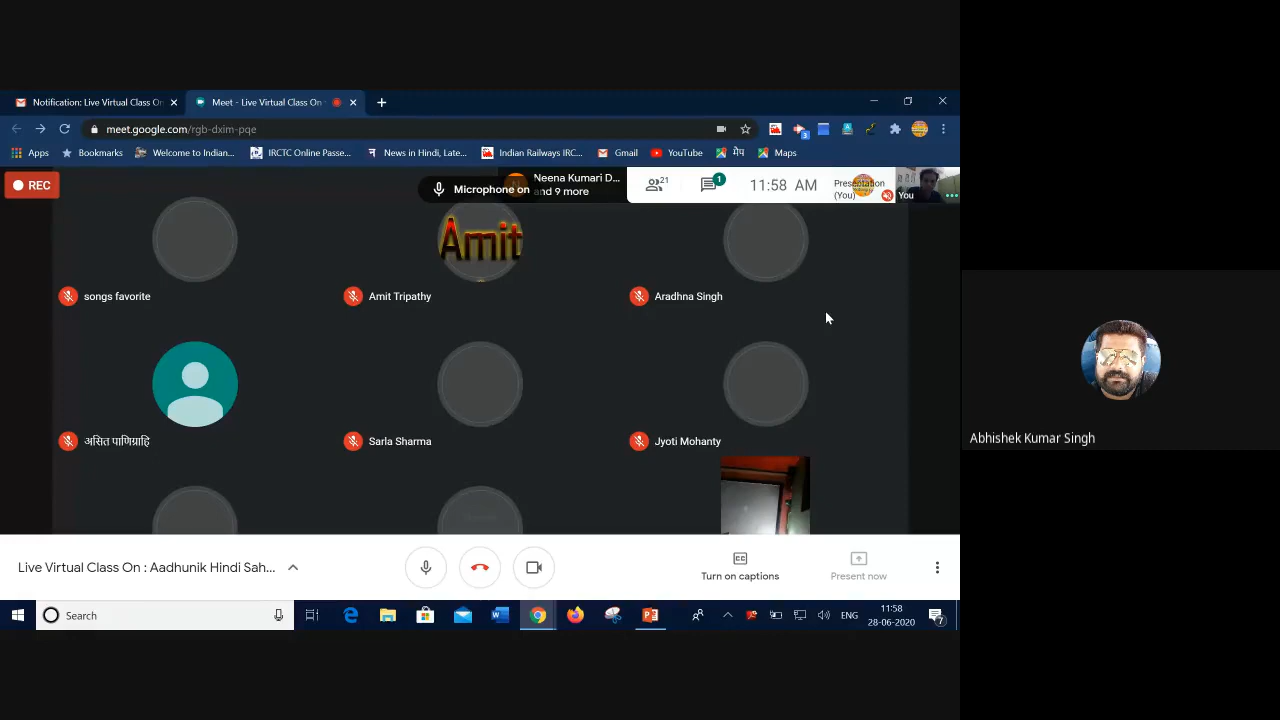 Notification: Live Virtual Class On
Meet - Live Virtual Class On
meet.google.com/rgb-dxim-pqe
3
Apps
Bookmarks
Welcome to Indian...
IRCTC Online Passe...
News in Hindi, Late...
Indian Railways IRC...
Gmail
YouTube
मैप
Maps
REC
Microphone on
Neena Kumari D...
and 9 more
21
1
11:58 AM
Presentation
(You)
You
Amit
songs favorite
Amit Tripathy
Aradhna Singh
असित पाणिग्राहि
Sarla Sharma
Jyoti Mohanty
Abhishek Kumar Singh
Live Virtual Class On : Aadhunik Hindi Sah...
CC
Turn on captions
Present now
Search
ENG
11:58
28-06-2020
7